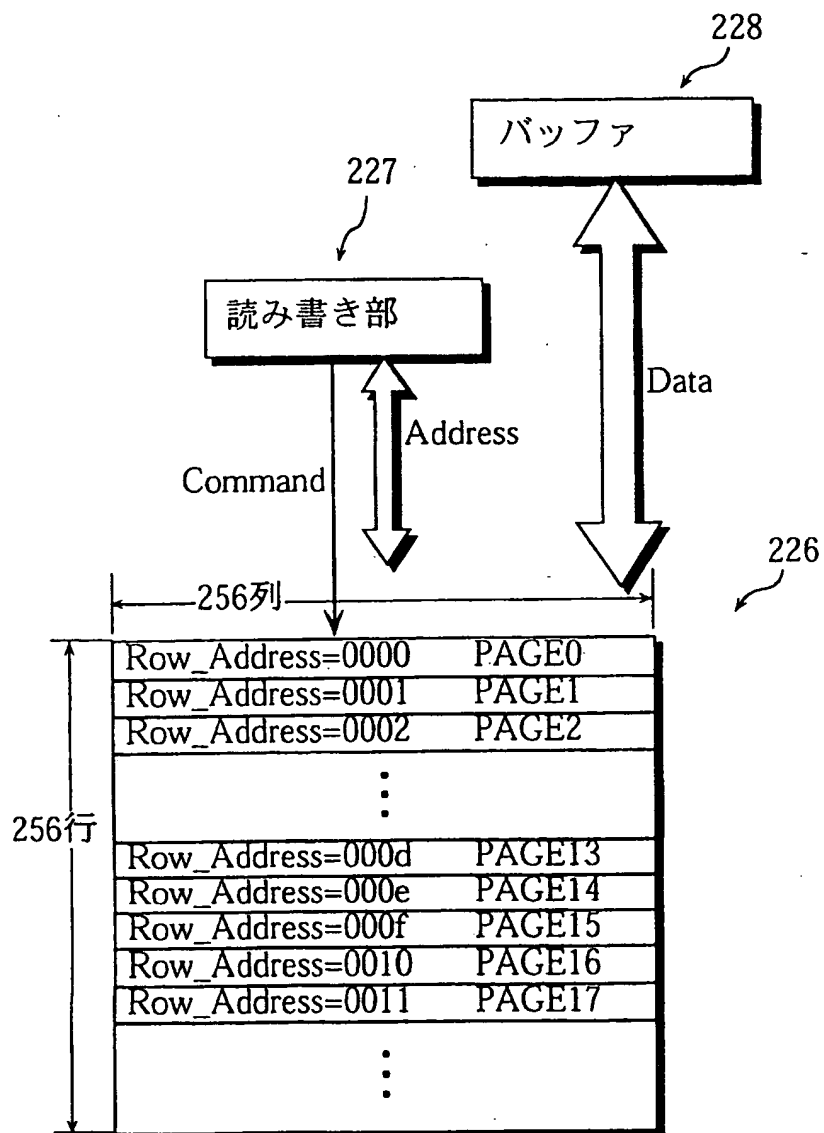 228
バッファ
227
読み書き部
Data
Address
Command
226
256列
Row_Address=0000 PAGE0
Row_Address=0001 PAGE1
Row_Address=0002 PAGE2
256行
Row_Address=000d PAGE13
Row_Address=000e PAGE14
Row_Address=000f PAGE15
Row_Address=0010 PAGE16
Row_Address=0011 PAGE17